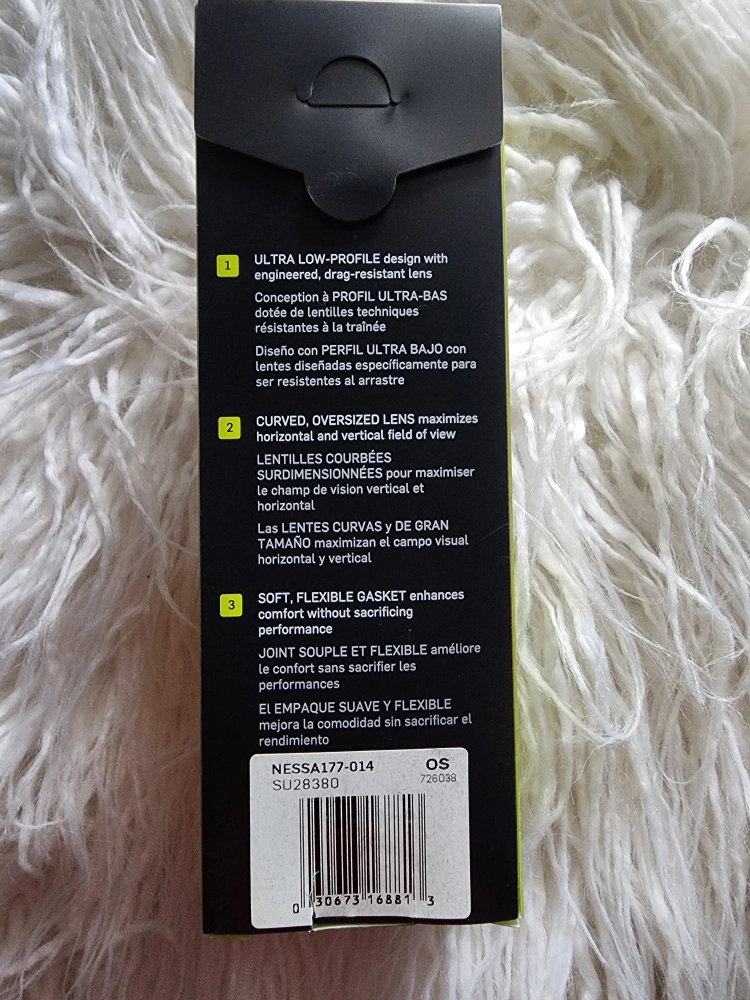 1
ULTRA LOW-PROFILE design with
engineered, drag-resistant lens
Conception à PROFIL ULTRA-BAS
dotée de lentilles techniques
résistantes à la traînée
Diseño con PERFIL ULTRA BAJO con
lentes diseñadas específicamente para
ser resistentes al arrastre
2
CURVED, OVERSIZED LENS maximizes
horizontal and vertical field of view
LENTILLES COURBÉES
SURDIMENSIONNÉES pour maximiser
le champ de vision vertical et
horizontal
Las LENTES CURVAS y DE GRAN
TAMAÑO maximizan el campo visual
horizontal y vertical
3
SOFT, FLEXIBLE GASKET enhances
comfort without sacrificing
performance
JOINT SOUPLE ET FLEXIBLE améliore
le confort sans sacrifier les
performances
El EMPAQUE SUAVE Y FLEXIBLE
mejora la comodidad sin sacrificar el
rendimiento
NESSA177-014 OS
SU28380 726038
0 30673 16881 3